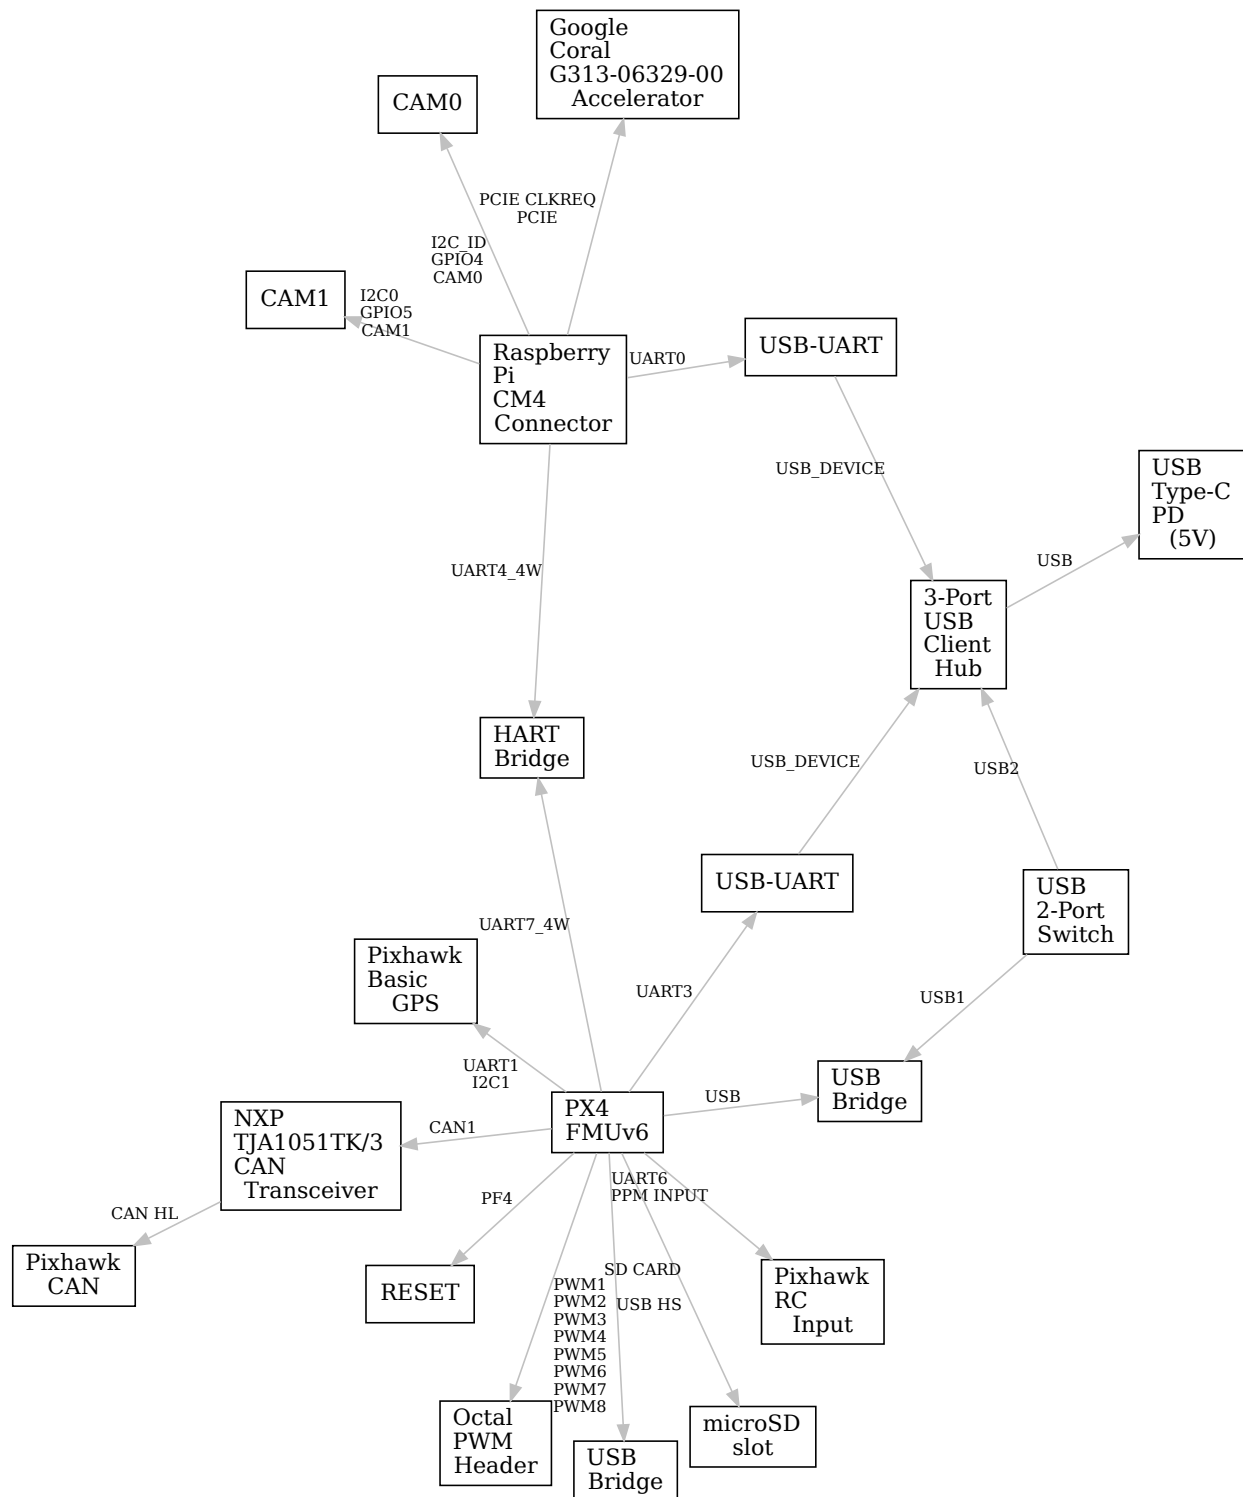 Google
Coral
G313-06329-00
Accelerator
CAM0
PCIE CLKREQ
PCIE
I2C_ID
GPIO4
CAM0
CAM1
I2C0
GPIO5
CAM1
Raspberry
Pi
CM4
Connector
UART0
USB-UART
USB_DEVICE
USB
Type-C
PD
(5V)
USB
3-Port
USB
Client
Hub
UART4_4W
HART
Bridge
USB_DEVICE
USB2
USB-UART
USB
2-Port
Switch
UART7_4W
Pixhawk
Basic
GPS
UART3
USB1
UART1
I2C1
USB
Bridge
USB
PX4
FMUv6
NXP
TJA1051TK/3
CAN
Transceiver
CAN1
CAN HL
Pixhawk
CAN
PF4
UART6
PPM INPUT
RESET
SD CARD
USB HS
Pixhawk
RC
Input
PWM1
PWM2
PWM3
PWM4
PWM5
PWM6
PWM7
PWM8
Octal
PWM
Header
USB
Bridge
microSD
slot